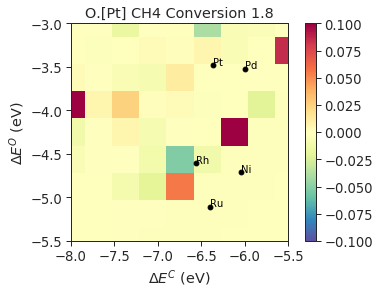 O.[Pt] CH4 Conversion 1.8
ΔE^O (eV)
−3.0
−3.5
−4.0
−4.5
−5.0
−5.5
Pt
Pd
Rh
Ni
Ru
−8.0 −7.5 −7.0 −6.5 −6.0 −5.5
ΔE^C (eV)
0.100
0.075
0.050
0.025
0.000
−0.025
−0.050
−0.075
−0.100